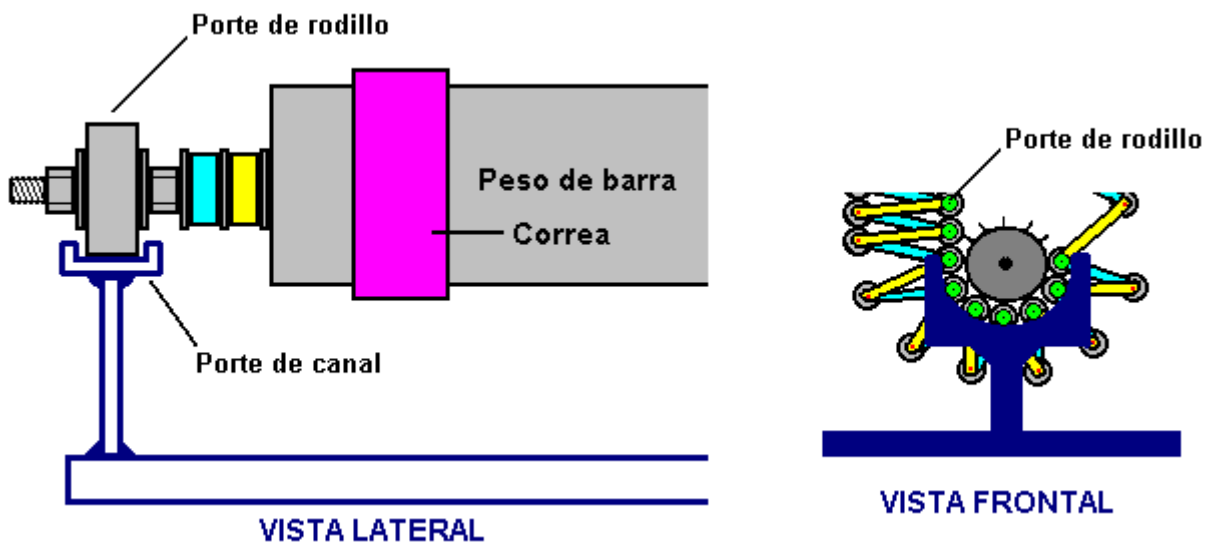 Porte de rodillo
Porte de rodillo
Peso de barra
Correa
Porte de canal
VISTA LATERAL
VISTA FRONTAL